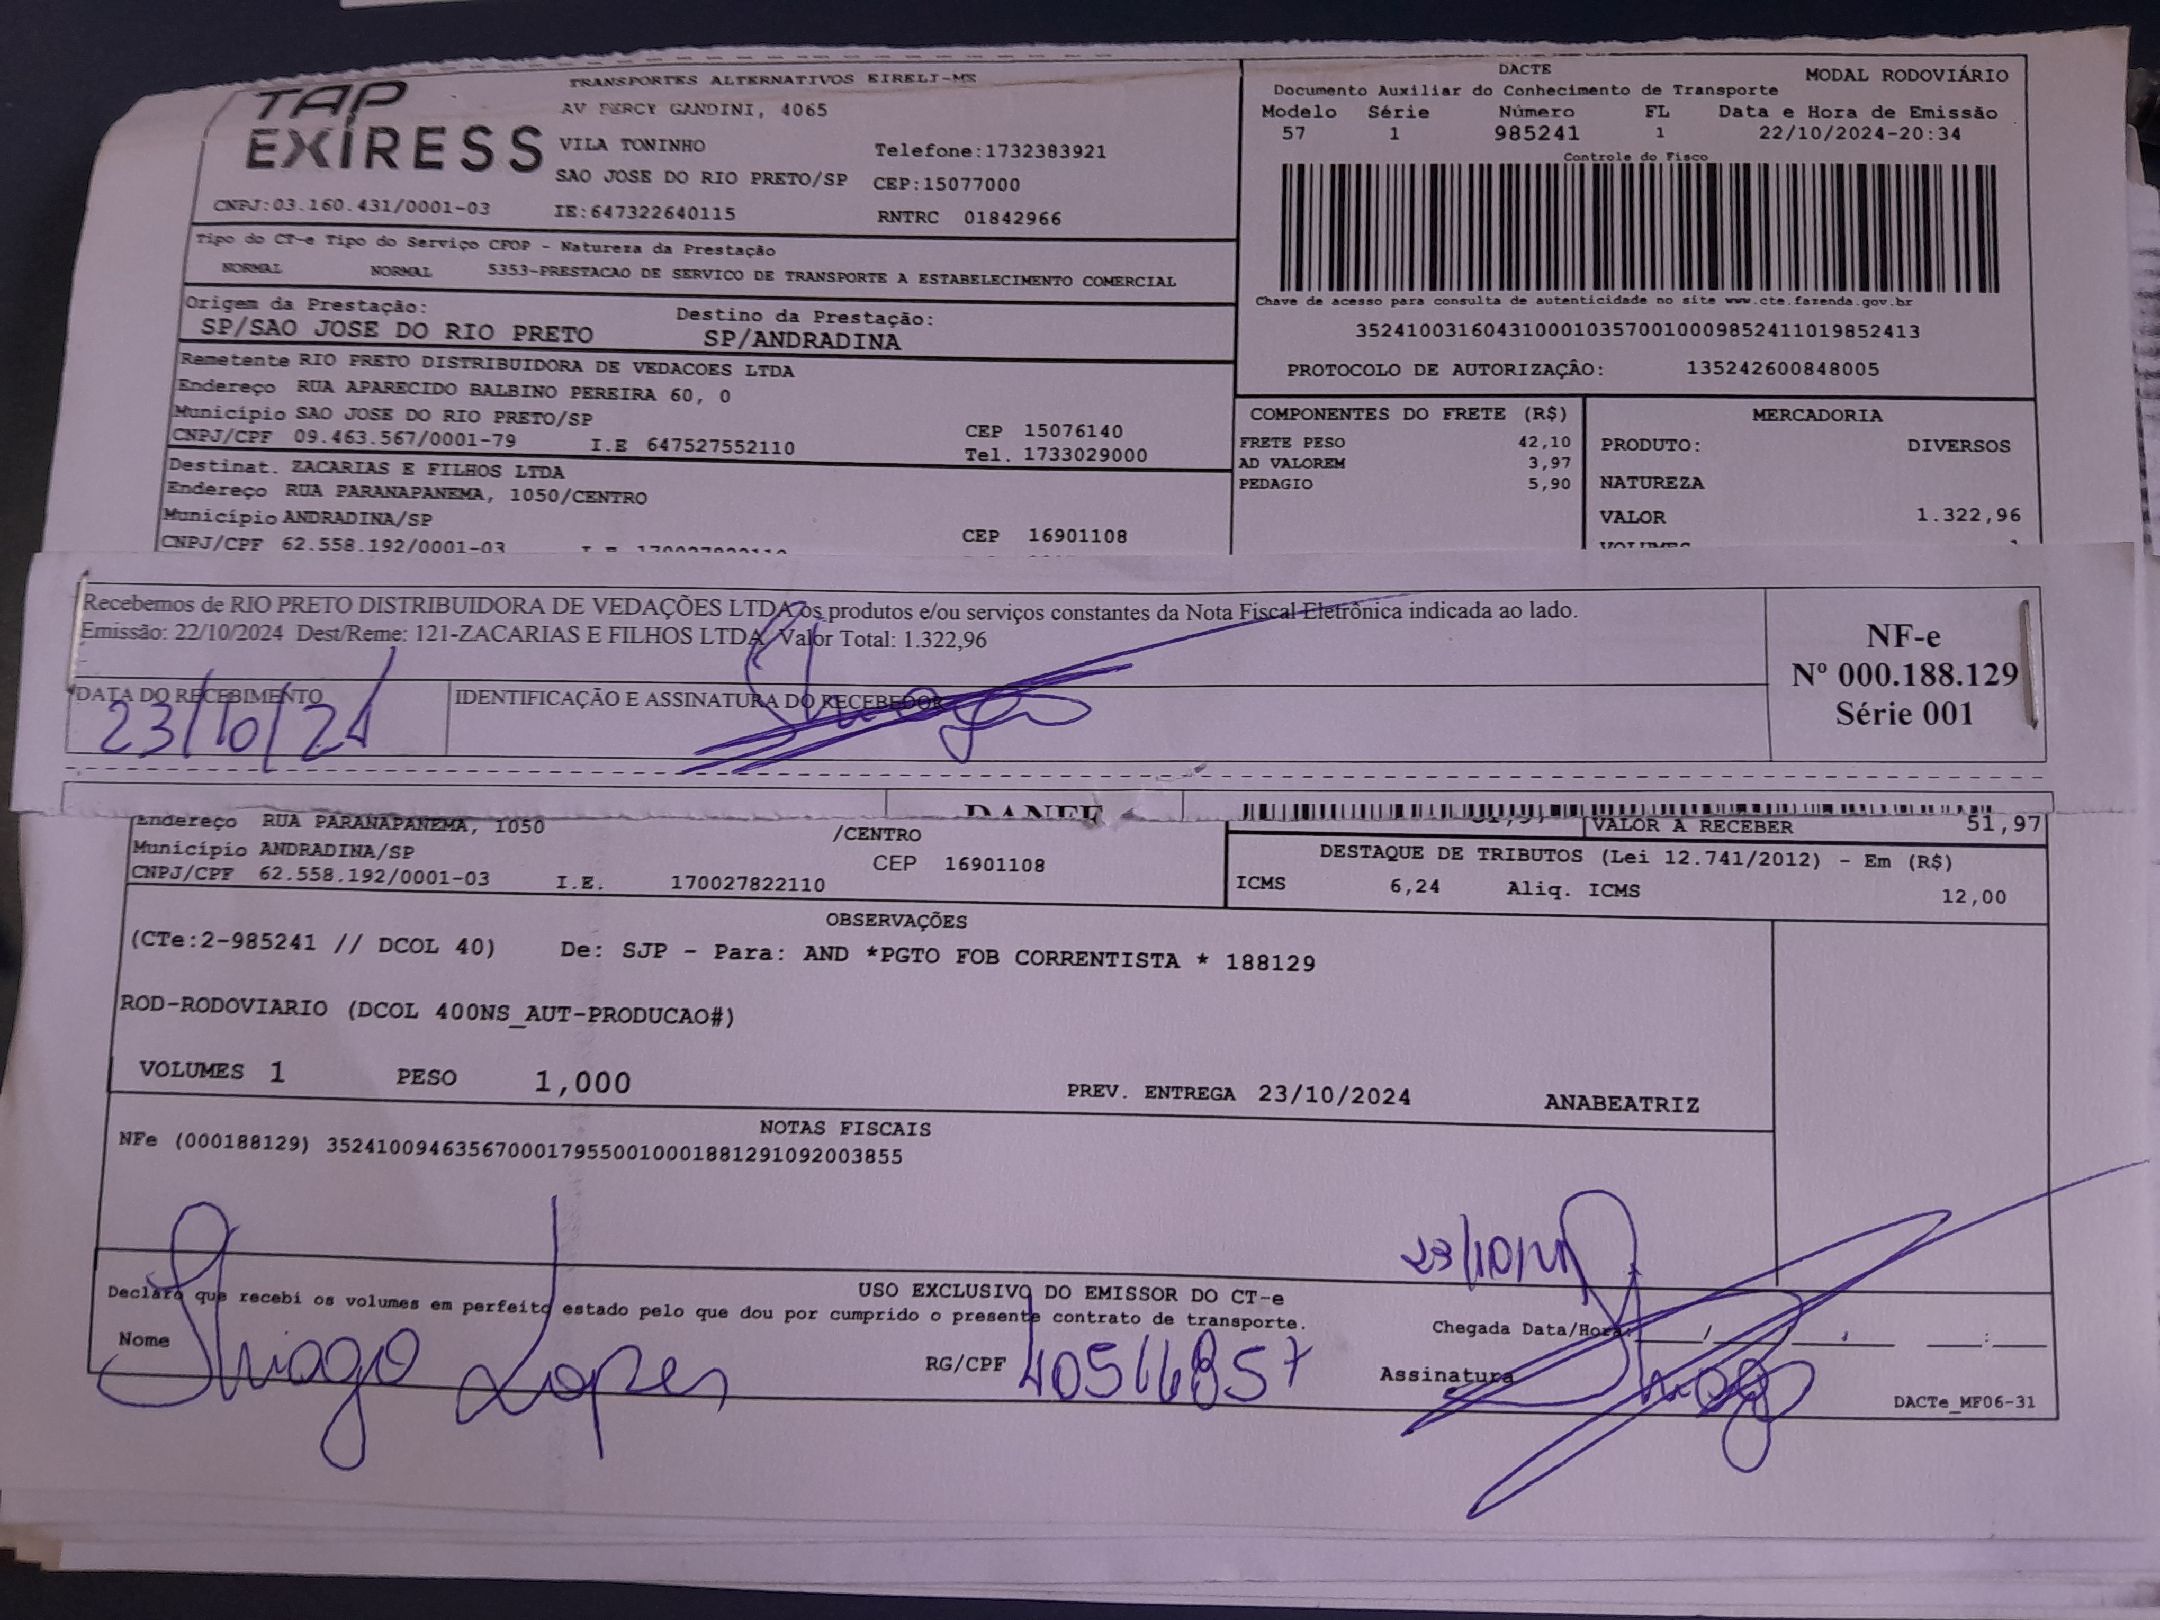 TAP EXPRESS
TRANSPORTES ALTERNATIVOS EIRELI-ME
AV PERCY GANDINI, 4065
VILA TONINHO Telefone:1732383921
SAO JOSE DO RIO PRETO/SP CEP:15077000
CNPJ:03.160.431/0001-03 IE:647322640115 RNTRC 01842966
Tipo do CT-e Tipo do Serviço CFOP - Natureza da Prestação
NORMAL NORMAL 5353-PRESTACAO DE SERVICO DE TRANSPORTE A ESTABELECIMENTO COMERCIAL
Origem da Prestação: Destino da Prestação:
SP/SAO JOSE DO RIO PRETO SP/ANDRADINA
Remetente RIO PRETO DISTRIBUIDORA DE VEDACOES LTDA
Endereço RUA APARECIDO BALBINO PEREIRA 60, 0
Município SAO JOSE DO RIO PRETO/SP CEP 15076140
CNPJ/CPF 09.463.567/0001-79 I.E 647527552110 Tel. 1733029000
Destinat. ZACARIAS E FILHOS LTDA
Endereço RUA PARANAPANEMA, 1050/CENTRO
Município ANDRADINA/SP CEP 16901108
CNPJ/CPF 62.558.192/0001-03
DACTE MODAL RODOVIÁRIO
Documento Auxiliar do Conhecimento de Transporte
Modelo Série Número FL Data e Hora de Emissão
57 1 985241 1 22/10/2024-20:34
Controle do Fisco
Chave de acesso para consulta de autenticidade no site www.cte.fazenda.gov.br
35241003160431000103570010009852411019852413
PROTOCOLO DE AUTORIZAÇÂO: 135242600848005
COMPONENTES DO FRETE (R$)
FRETE PESO 42,10
AD VALOREM 3,97
PEDAGIO 5,90
MERCADORIA
PRODUTO: DIVERSOS
NATUREZA
VALOR 1.322,96
VOLUMES
Recebemos de RIO PRETO DISTRIBUIDORA DE VEDAÇÕES LTDA os produtos e/ou serviços constantes da Nota Fiscal Eletrônica indicada ao lado.
Emissão: 22/10/2024 Dest/Reme: 121-ZACARIAS E FILHOS LTDA Valor Total: 1.322,96
DATA DO RECEBIMENTO IDENTIFICAÇÃO E ASSINATURA DO RECEBEDOR
23/10/24 Thiago
NF-e
Nº 000.188.129
Série 001
DANFE
Endereço RUA PARANAPANEMA, 1050 /CENTRO
Município ANDRADINA/SP CEP 16901108
CNPJ/CPF 62.558.192/0001-03 I.E. 170027822110
VALOR A RECEBER 51,97
DESTAQUE DE TRIBUTOS (Lei 12.741/2012) - Em (R$)
ICMS 6,24 Aliq. ICMS 12,00
OBSERVAÇÕES
(CTe:2-985241 // DCOL 40) De: SJP - Para: AND *PGTO FOB CORRENTISTA * 188129
ROD-RODOVIARIO (DCOL 400NS_AUT-PRODUCAO#)
VOLUMES 1 PESO 1,000 PREV. ENTREGA 23/10/2024 ANABEATRIZ
NOTAS FISCAIS
NFe (000188129) 35241009463567000179550010001881291092003855
23/10/24
USO EXCLUSIVO DO EMISSOR DO CT-e
Declaro que recebi os volumes em perfeito estado pelo que dou por cumprido o presente contrato de transporte.
Nome Thiago Lopes RG/CPF 405168357
Chegada Data/Hora:
Assinatura Thiago
DACTe_MF06-31